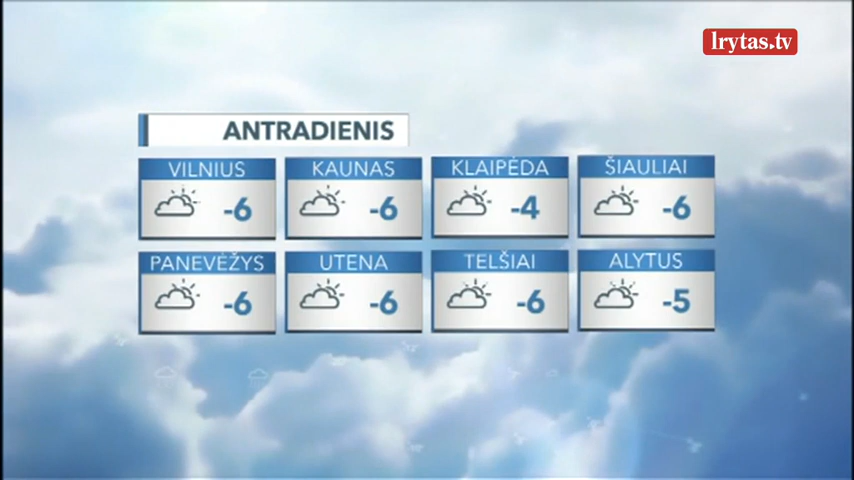 lrytas.tv
ANTRADIENIS
VILNIUS KAUNAS KLAIPĖDA ŠIAULIAI
-6 -6 -4 -6
PANEVĖŽYS UTENA TELŠIAI ALYTUS
-6 -6 -6 -5